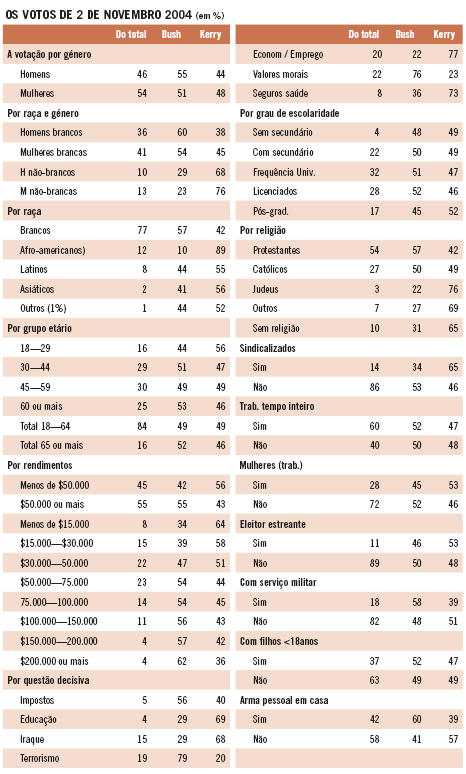 OS VOTOS DE 2 DE NOVEMBRO 2004 (em %)
Do total Bush Kerry
A votação por género
Homens 46 55 44
Mulheres 54 51 48
Por raça e género
Homens brancos 36 60 38
Mulheres brancas 41 54 45
H não-brancos 10 29 68
M não-brancas 13 23 76
Por raça
Brancos 77 57 42
Afro-americanos) 12 10 89
Latinos 8 44 55
Asiáticos 2 41 56
Outros (1%) 1 44 52
Por grupo etário
18—29 16 44 56
30—44 29 51 47
45—59 30 49 49
60 ou mais 25 53 46
Total 18—64 84 49 49
Total 65 ou mais 16 52 46
Por rendimentos
Menos de $50.000 45 42 56
$50.000 ou mais 55 55 43
Menos de $15.000 8 34 64
$15.000—$30.000 15 39 58
$30.000—50.000 22 47 51
$50.000—75.000 23 54 44
75.000—100.000 14 54 45
$100.000—150.000 11 56 43
$150.000—200.000 4 57 42
$200.000 ou mais 4 62 36
Por questão decisiva
Impostos 5 56 40
Educação 4 29 69
Iraque 15 29 68
Terrorismo 19 79 20
Do total Bush Kerry
Econom / Emprego 20 22 77
Valores morais 22 76 23
Seguros saúde 8 36 73
Por grau de escolaridade
Sem secundário 4 48 49
Com secundário 22 50 49
Frequência Univ. 32 51 47
Licenciados 28 52 46
Pós-grad. 17 45 52
Por religião
Protestantes 54 57 42
Católicos 27 50 49
Judeus 3 22 76
Outros 7 27 69
Sem religião 10 31 65
Sindicalizados
Sim 14 34 65
Não 86 53 46
Trab. tempo inteiro
Sim 60 52 47
Não 40 50 48
Mulheres (trab.)
Sim 28 45 53
Não 72 52 46
Eleitor estreante
Sim 11 46 53
Não 89 50 48
Com serviço militar
Sim 18 58 39
Não 82 48 51
Com filhos <18anos
Sim 37 52 47
Não 63 49 49
Arma pessoal em casa
Sim 42 60 39
Não 58 41 57